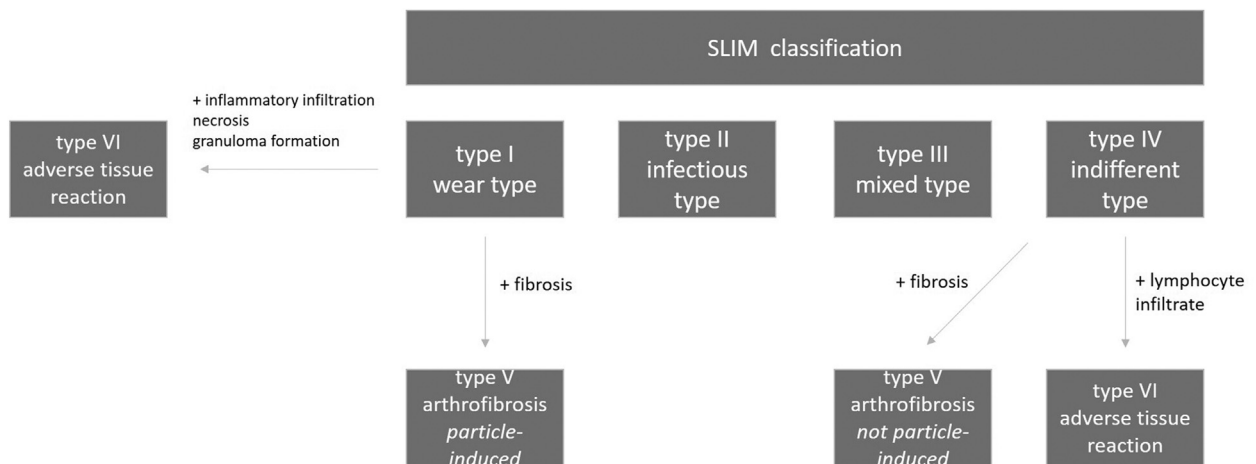 SLIM classification
+ inflammatory infiltration
necrosis
granuloma formation
type VI
adverse tissue
reaction
type I
wear type
type II
infectious
type
type III
mixed type
type IV
indifferent
type
+ fibrosis
+ fibrosis
+ lymphocyte
infiltrate
type V
arthrofibrosis
particle-
induced
type V
arthrofibrosis
not particle-
induced
type VI
adverse tissue
reaction